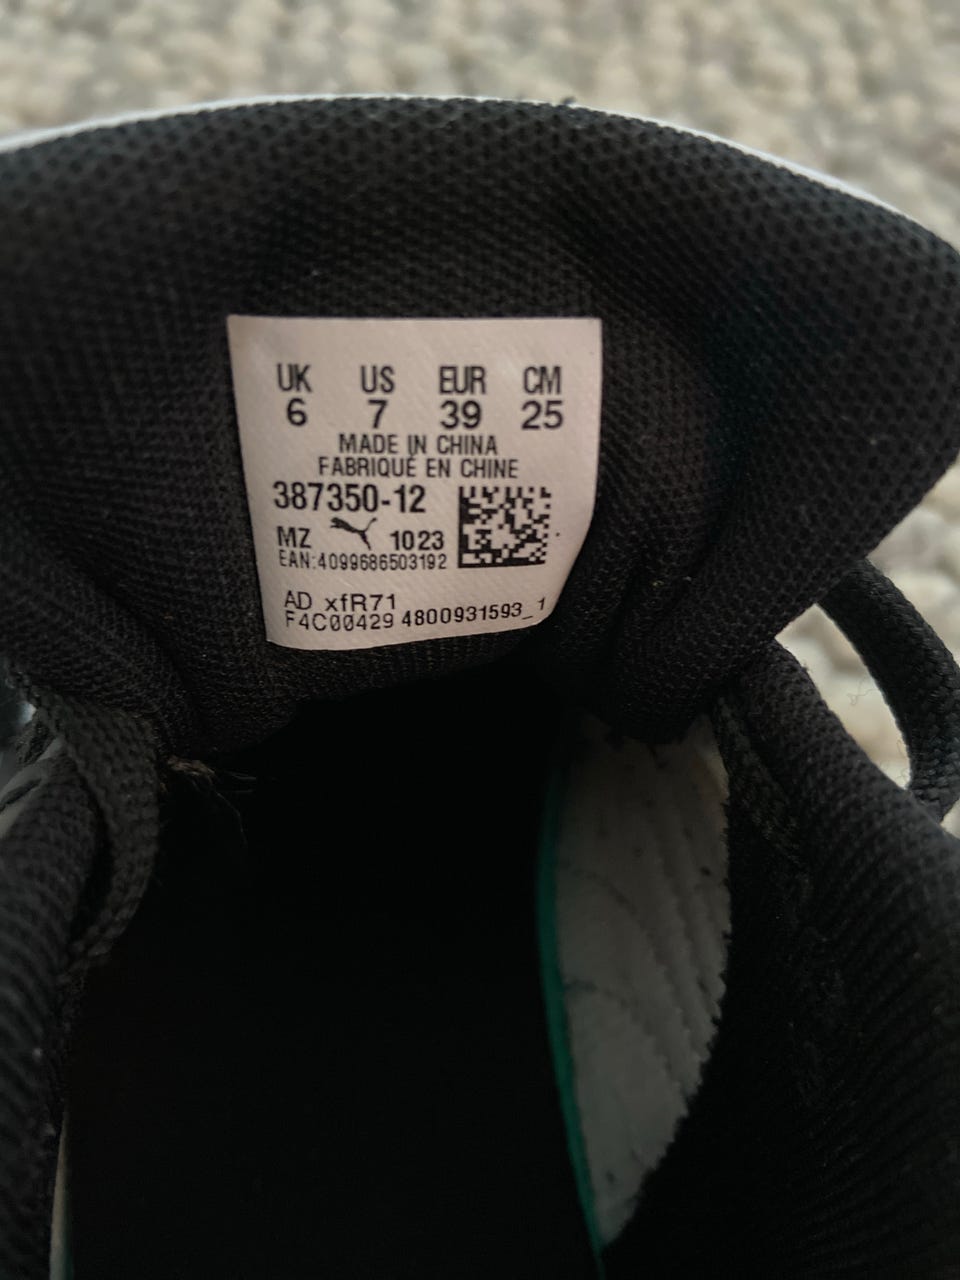 UK US EUR CM
6 7 39 25
MADE IN CHINA
FABRIQUÉ EN CHINE
387350-12
MZ 1023
EAN:4099686503192
AD xfR71
F4C00429 4800931593_1